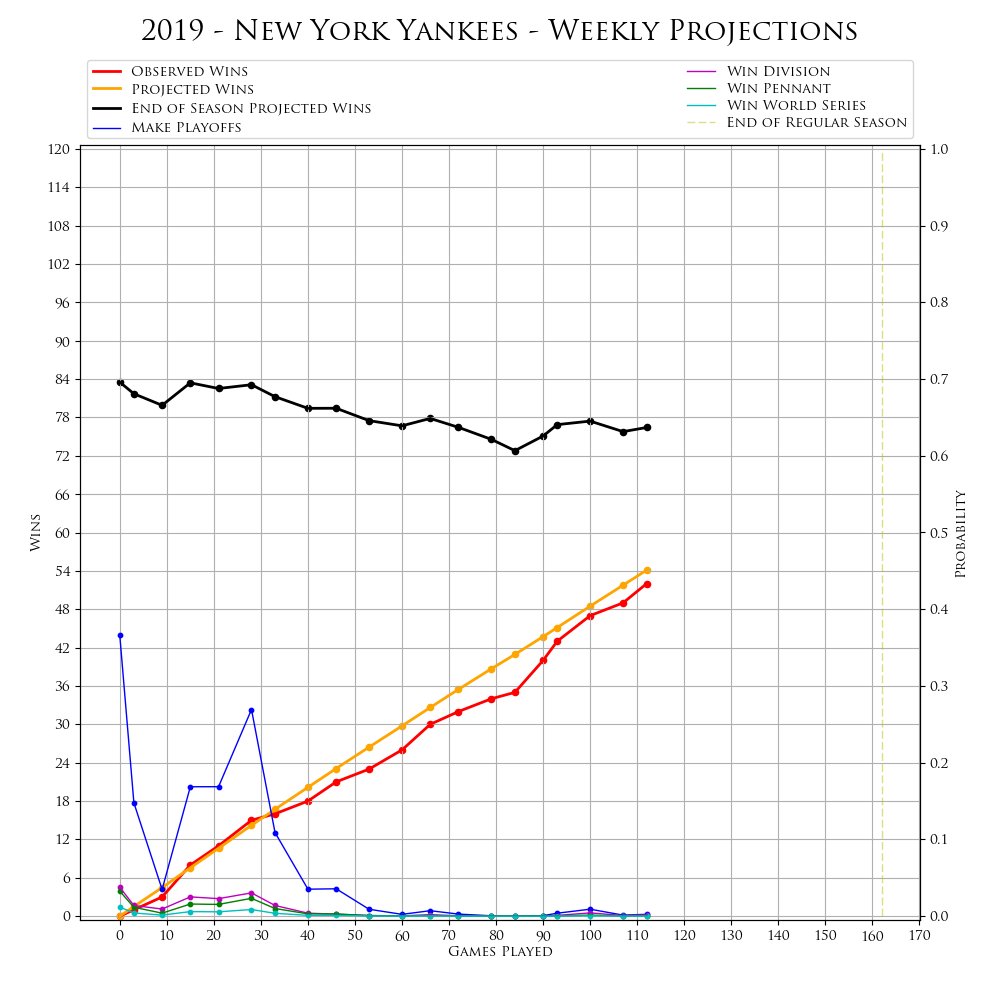 2019 - New York Yankees - Weekly Projections
Observed Wins
Projected Wins
End of Season Projected Wins
Make Playoffs
Win Division
Win Pennant
Win World Series
End of Regular Season
120
114
108
102
96
90
84
78
72
66
60
54
48
42
36
30
24
18
12
6
0
Wins
1.0
0.9
0.8
0.7
0.6
0.5
0.4
0.3
0.2
0.1
0.0
Probability
0 10 20 30 40 50 60 70 80 90 100 110 120 130 140 150 160 170
Games Played